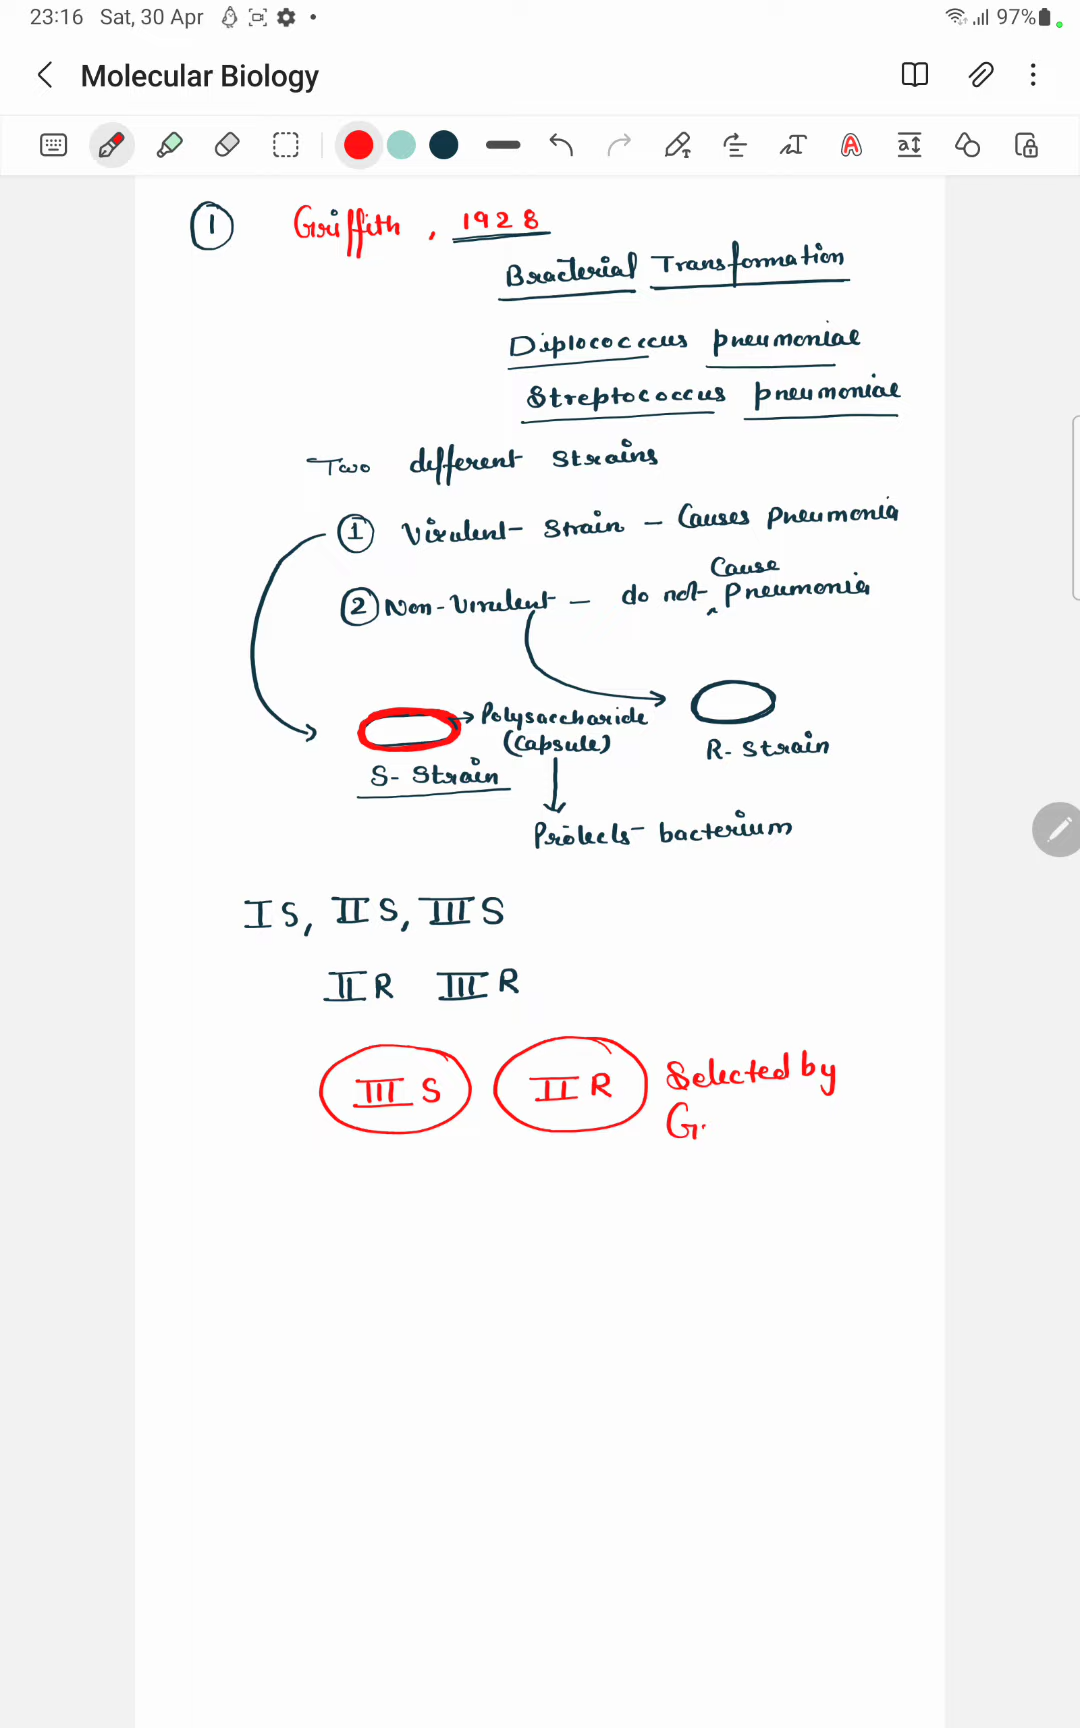 23:16 Sat, 30 Apr 97%
Molecular Biology
1 Griffith, 1928
Bracterial Transformation
Diplococcus pneumoniae
Streptococcus pneumoniae
Two different strains
1 Virulent strain - Causes pneumonia
Cause
2 Non-Virulent - do not ^ pneumonia
Polysaccharide
(Capsule)
R- Strain
S- Strain
Protects bacterium
I S, II S, III S
II R III R
III S II R Selected by
G.